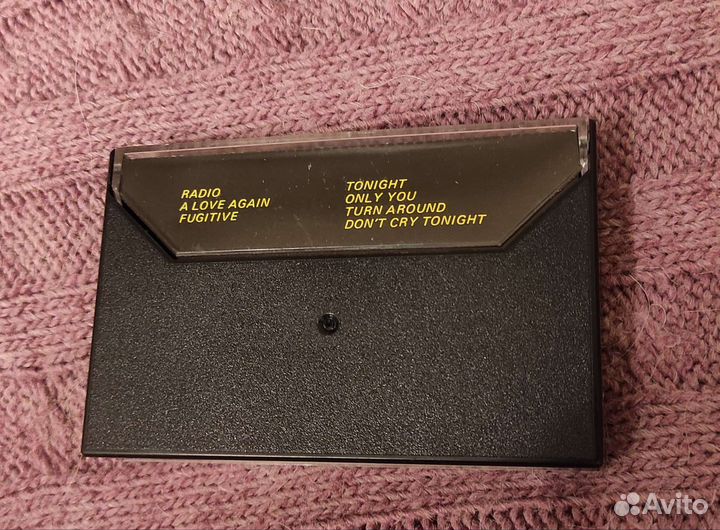 RADIO
A LOVE AGAIN
FUGITIVE
TONIGHT
ONLY YOU
TURN AROUND
DON'T CRY TONIGHT
Avito